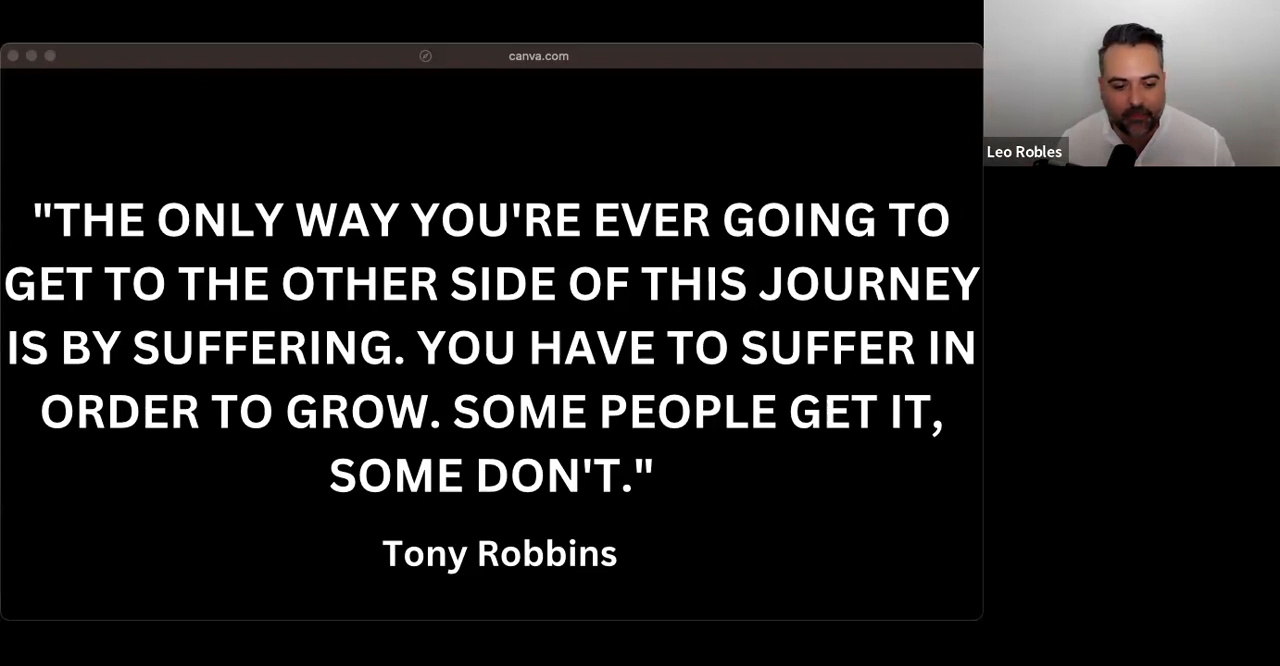 canva.com
"THE ONLY WAY YOU'RE EVER GOING TO
GET TO THE OTHER SIDE OF THIS JOURNEY
IS BY SUFFERING. YOU HAVE TO SUFFER IN
ORDER TO GROW. SOME PEOPLE GET IT,
SOME DON'T."
Tony Robbins
Leo Robles